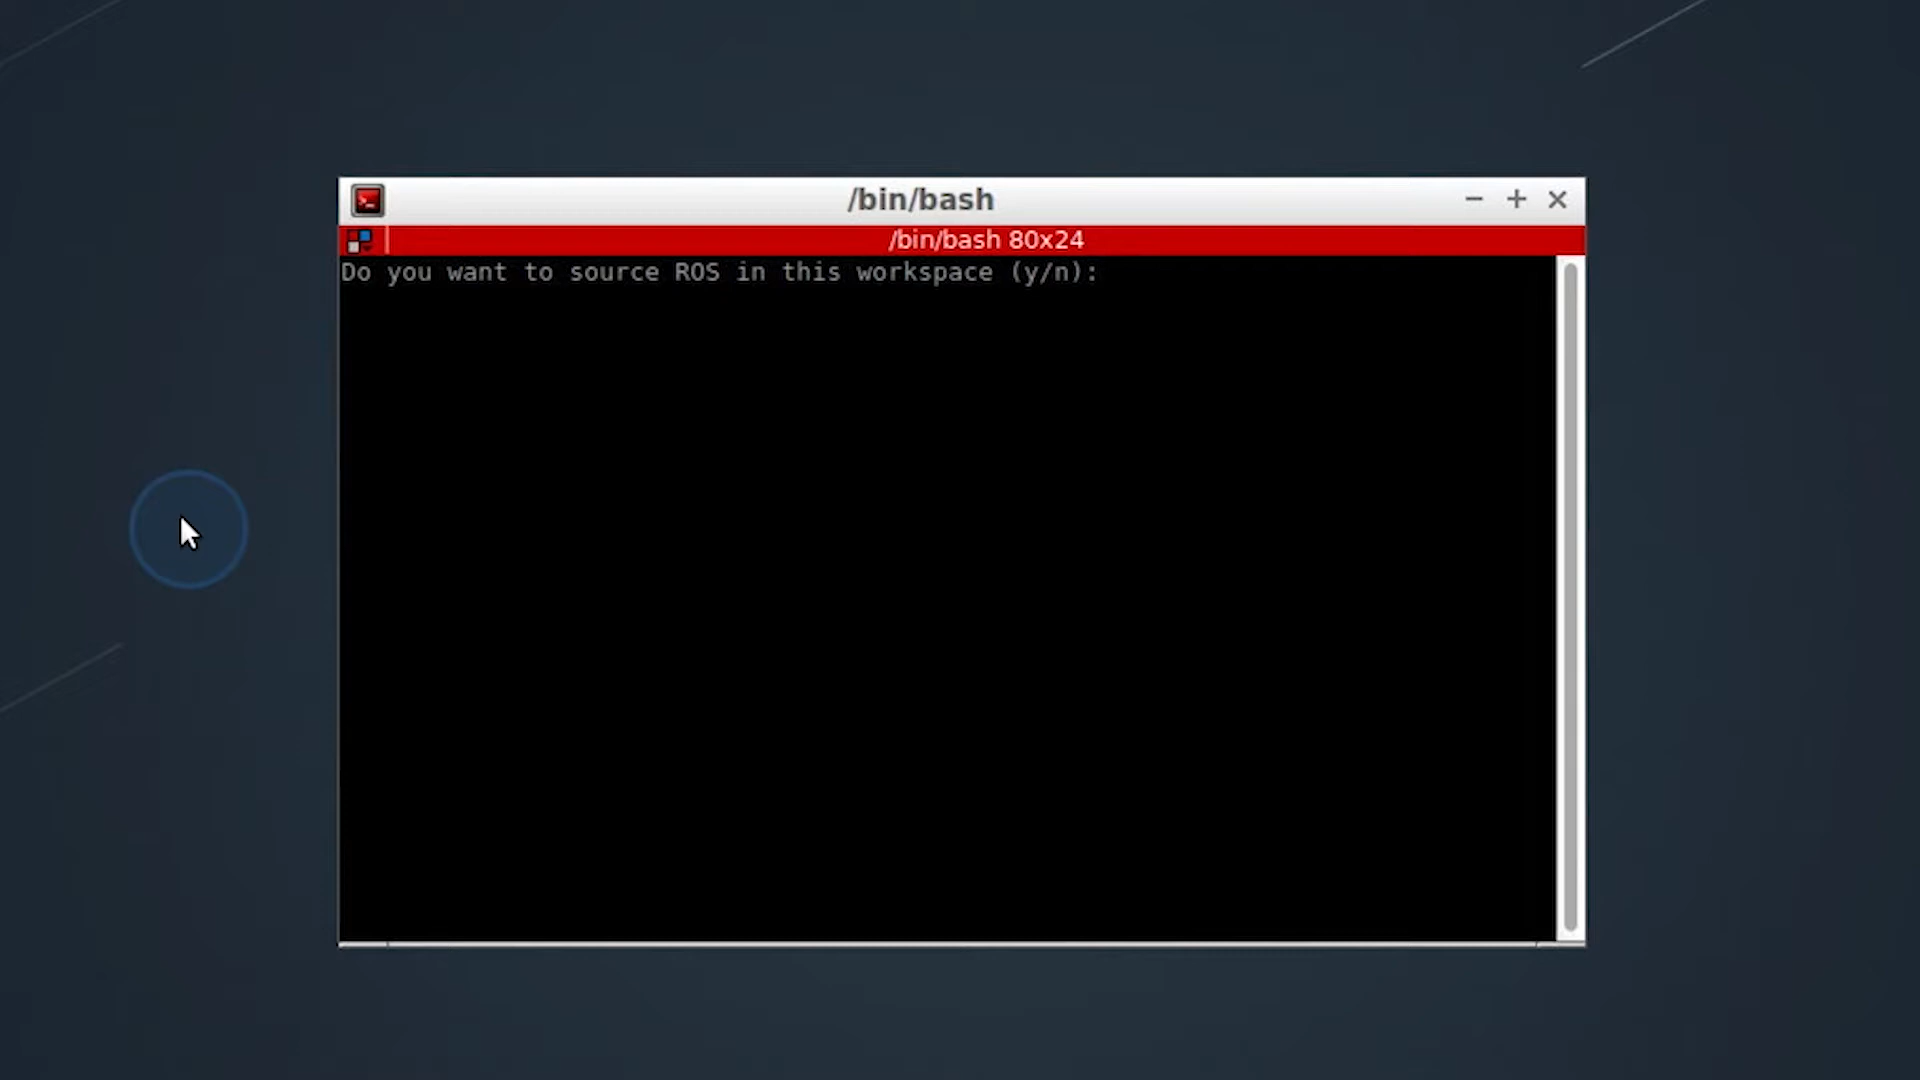 /bin/bash
/bin/bash 80x24
Do you want to source ROS in this workspace (y/n):